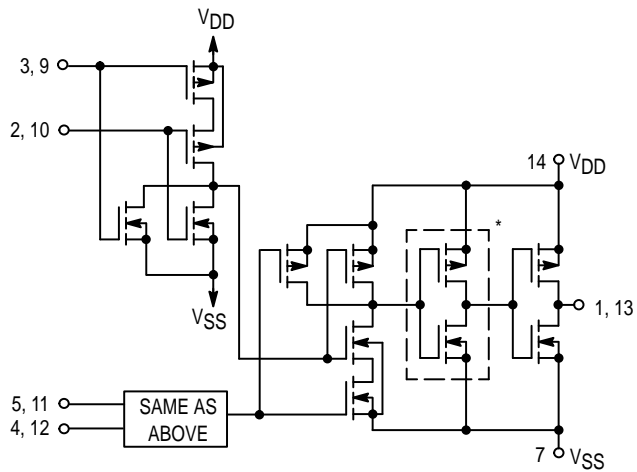 VDD
3, 9
2, 10
14 VDD
*
1, 13
VSS
5, 11
4, 12
SAME AS
ABOVE
7 VSS